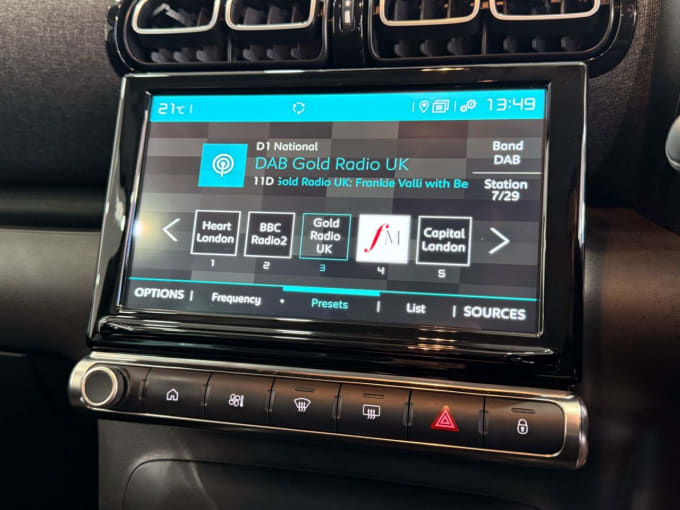 21°C
13:49
D1 National
DAB Gold Radio UK
11D Gold Radio UK: Frankie Valli with Be
Band
DAB
Station
7/29
Heart
London
BBC
Radio2
Gold
Radio
UK
fM
Capital
London
1
2
3
4
5
OPTIONS
Frequency
Presets
List
SOURCES